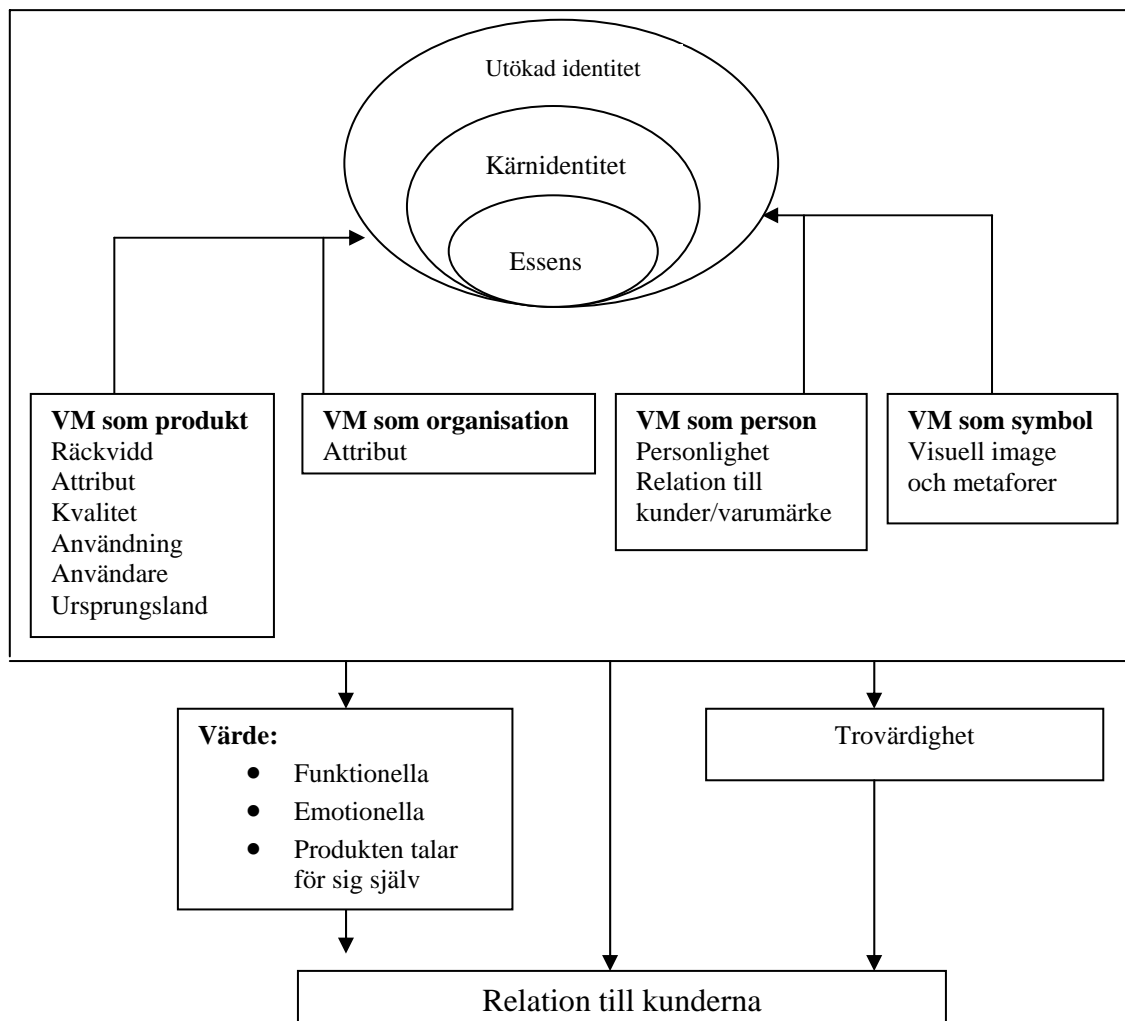 Utökad identitet
Kärnidentitet
Essens
VM som produkt
Räckvidd
Attribut
Kvalitet
Användning
Användare
Ursprungsland
VM som organisation
Attribut
VM som person
Personlighet
Relation till
kunder/varumärke
VM som symbol
Visuell image
och metaforer
Värde:
Funktionella
Emotionella
Produkten talar
för sig själv
Trovärdighet
Relation till kunderna